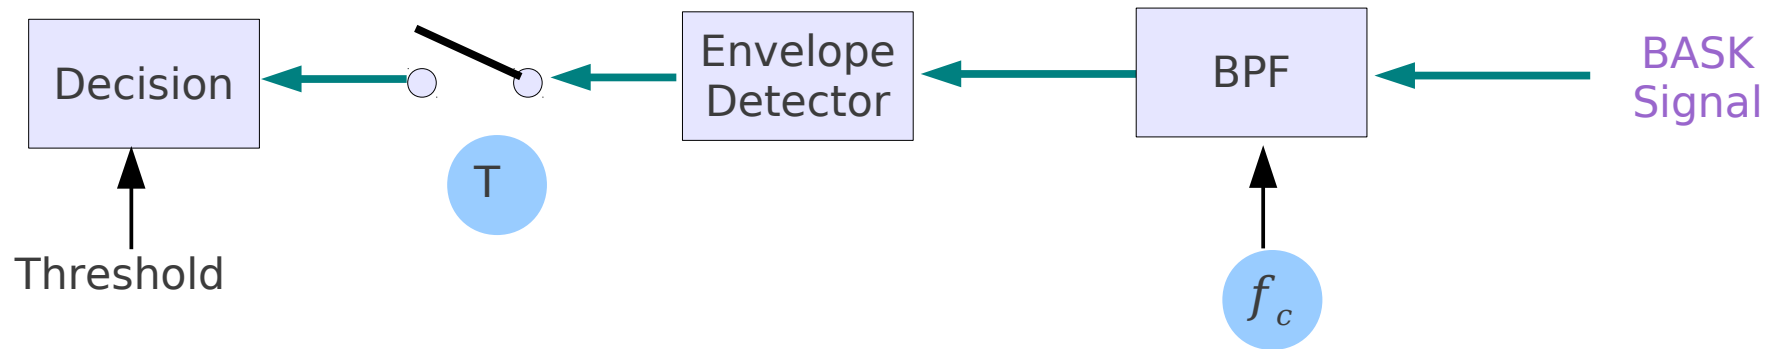 Decision
Envelope
Detector
BPF
BASK
Signal
T
Threshold
f c